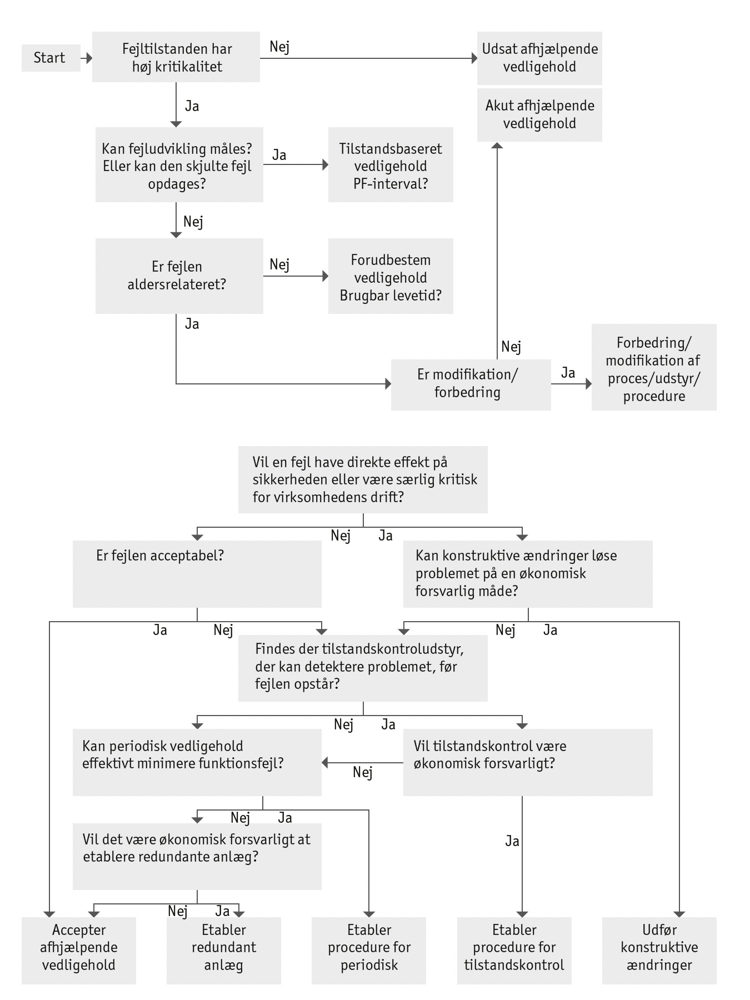 Start
Fejltilstanden har
høj kritikalitet
Nej
Udsat afhjælpende
vedligehold
Akut afhjælpende
vedligehold
Ja
Kan fejludvikling måles?
Eller kan den skjulte fejl
opdages?
Ja
Tilstandsbaseret
vedligehold
PF-interval?
Nej
Er fejlen
aldersrelateret?
Nej
Forudbestem
vedligehold
Brugbar levetid?
Ja
Nej
Er modifikation/
forbedring
Ja
Forbedring/
modifikation af
proces/udstyr/
procedure
Vil en fejl have direkte effekt på
sikkerheden eller være særlig kritisk
for virksomhedens drift?
Nej
Ja
Er fejlen acceptabel?
Kan konstruktive ændringer løse
problemet på en økonomisk
forsvarlig måde?
Ja
Nej
Nej
Ja
Findes der tilstandskontroludstyr,
der kan detektere problemet, før
fejlen opstår?
Nej
Ja
Kan periodisk vedligehold
effektivt minimere funktionsfejl?
Nej
Vil tilstandskontrol være
økonomisk forsvarligt?
Nej
Ja
Ja
Vil det være økonomisk forsvarligt at
etablere redundante anlæg?
Nej
Ja
Accepter
afhjælpende
vedligehold
Etabler
redundant
anlæg
Etabler
procedure for
periodisk
Etabler
procedure for
tilstandskontrol
Udfør
konstruktive
ændringer